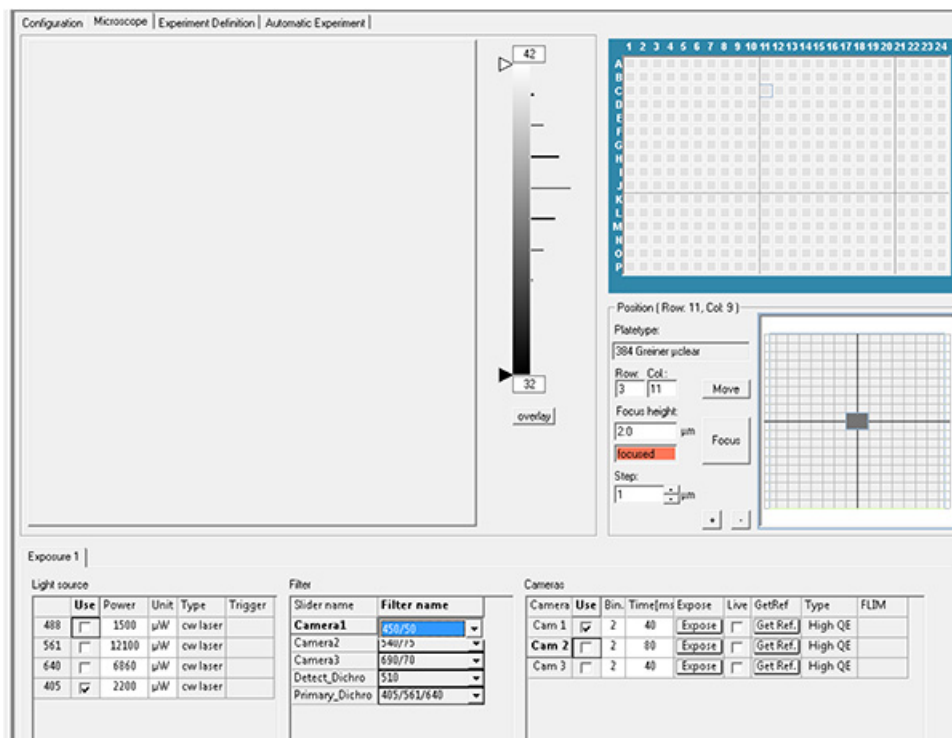 Configuration Microscope Experiment Definition Automatic Experiment
42
32
overlay
1 2 3 4 5 6 7 8 9 10 11 12 13 14 15 16 17 18 19 20 21 22 23 24
A
B
C
D
E
F
G
H
I
J
K
L
M
N
O
P
Position ( Row: 11, Col: 9 )
Platetype:
384 Greiner µclear
Row: Col.:
3 11 Move
Focus height:
2.0 µm Focus
focused
Step:
1 µm
+ -
Exposure 1
Light source
Use Power Unit Type Trigger
488 1500 µW cw laser
561 12100 µW cw laser
640 6860 µW cw laser
405 2200 µW cw laser
Filter
Slider name Filter name
Camera1 450/50
Camera2 540/75
Camera3 690/70
Detect_Dichro 510
Primary_Dichro 405/561/640
Cameras
Camera Use Bin. Time[ms Expose Live GetRef Type FLIM
Cam 1 2 40 Expose Get Ref. High QE
Cam 2 2 80 Expose Get Ref. High QE
Cam 3 2 40 Expose Get Ref. High QE